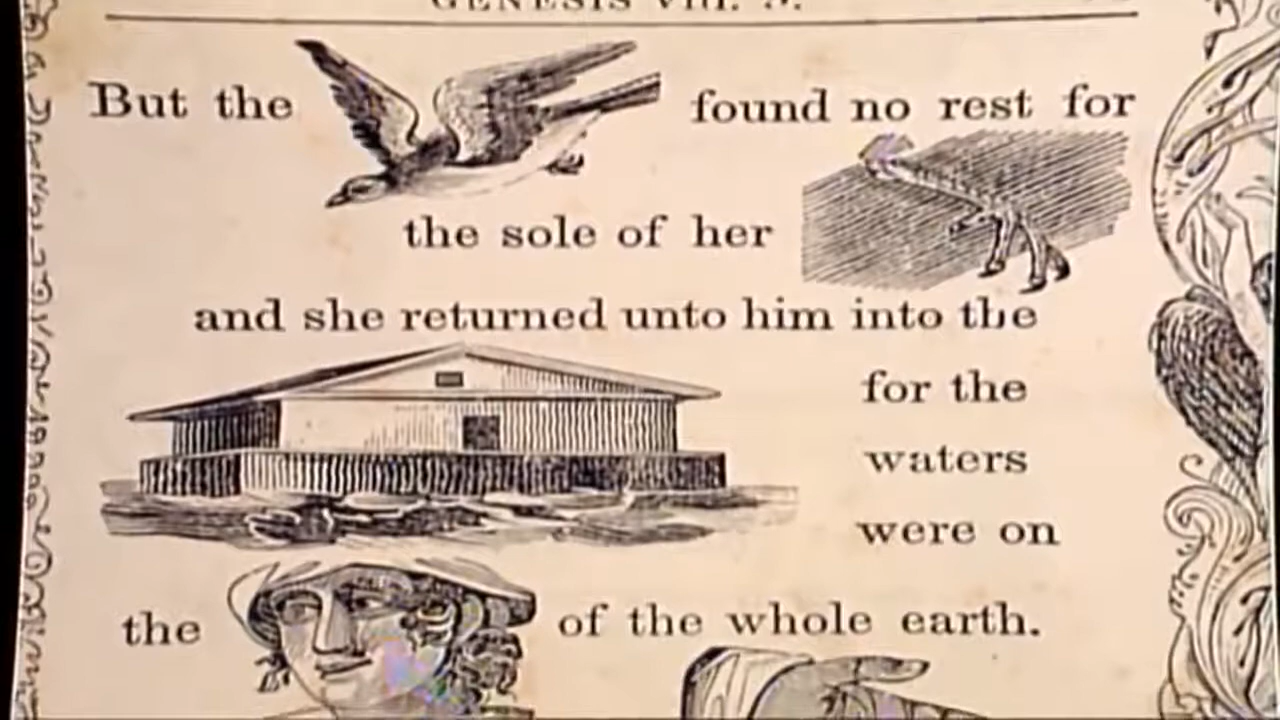 GENESIS VIII. 9.
But the found no rest for
the sole of her
and she returned unto him into the
for the
waters
were on
the of the whole earth.